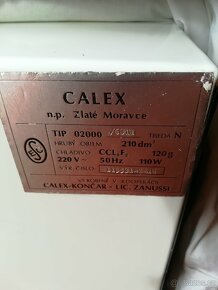 CALEX
n.p. Zlaté Moravce
TIP 02000 TRIEDA N
HRUBÝ OBJEM 210 dm³
CHLADIVO CCL₂F₂ 120g
220 V~ 50Hz 110W
VÝR. ČÍSLO
VYROBENÉ V KOOPERÁCII
CALEX-KONČAR - LIC. ZANUSSI